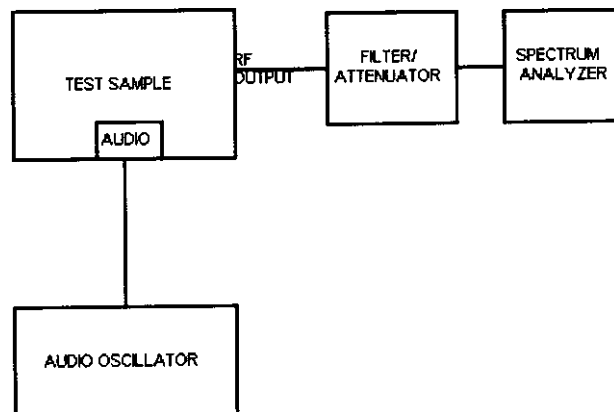 TEST SAMPLE
AUDIO
RF
OUTPUT
FILTER/
ATTENUATOR
SPECTRUM
ANALYZER
AUDIO OSCILLATOR